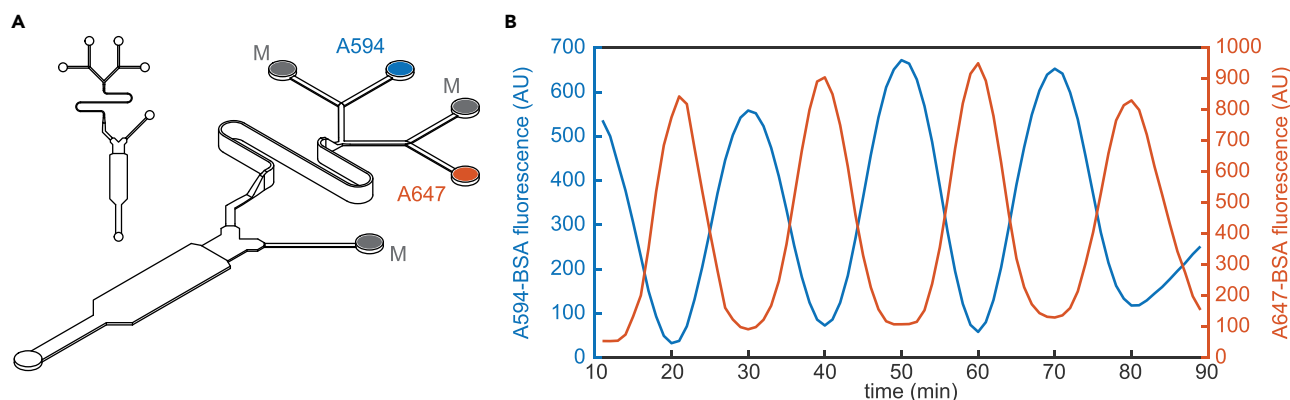 A
M
A594
M
A647
M
B
A594-BSA fluorescence (AU)
700
600
500
400
300
200
100
0
10 20 30 40 50 60 70 80 90
time (min)
1000
900
800
700
600
500
400
300
200
100
0
A647-BSA fluorescence (AU)